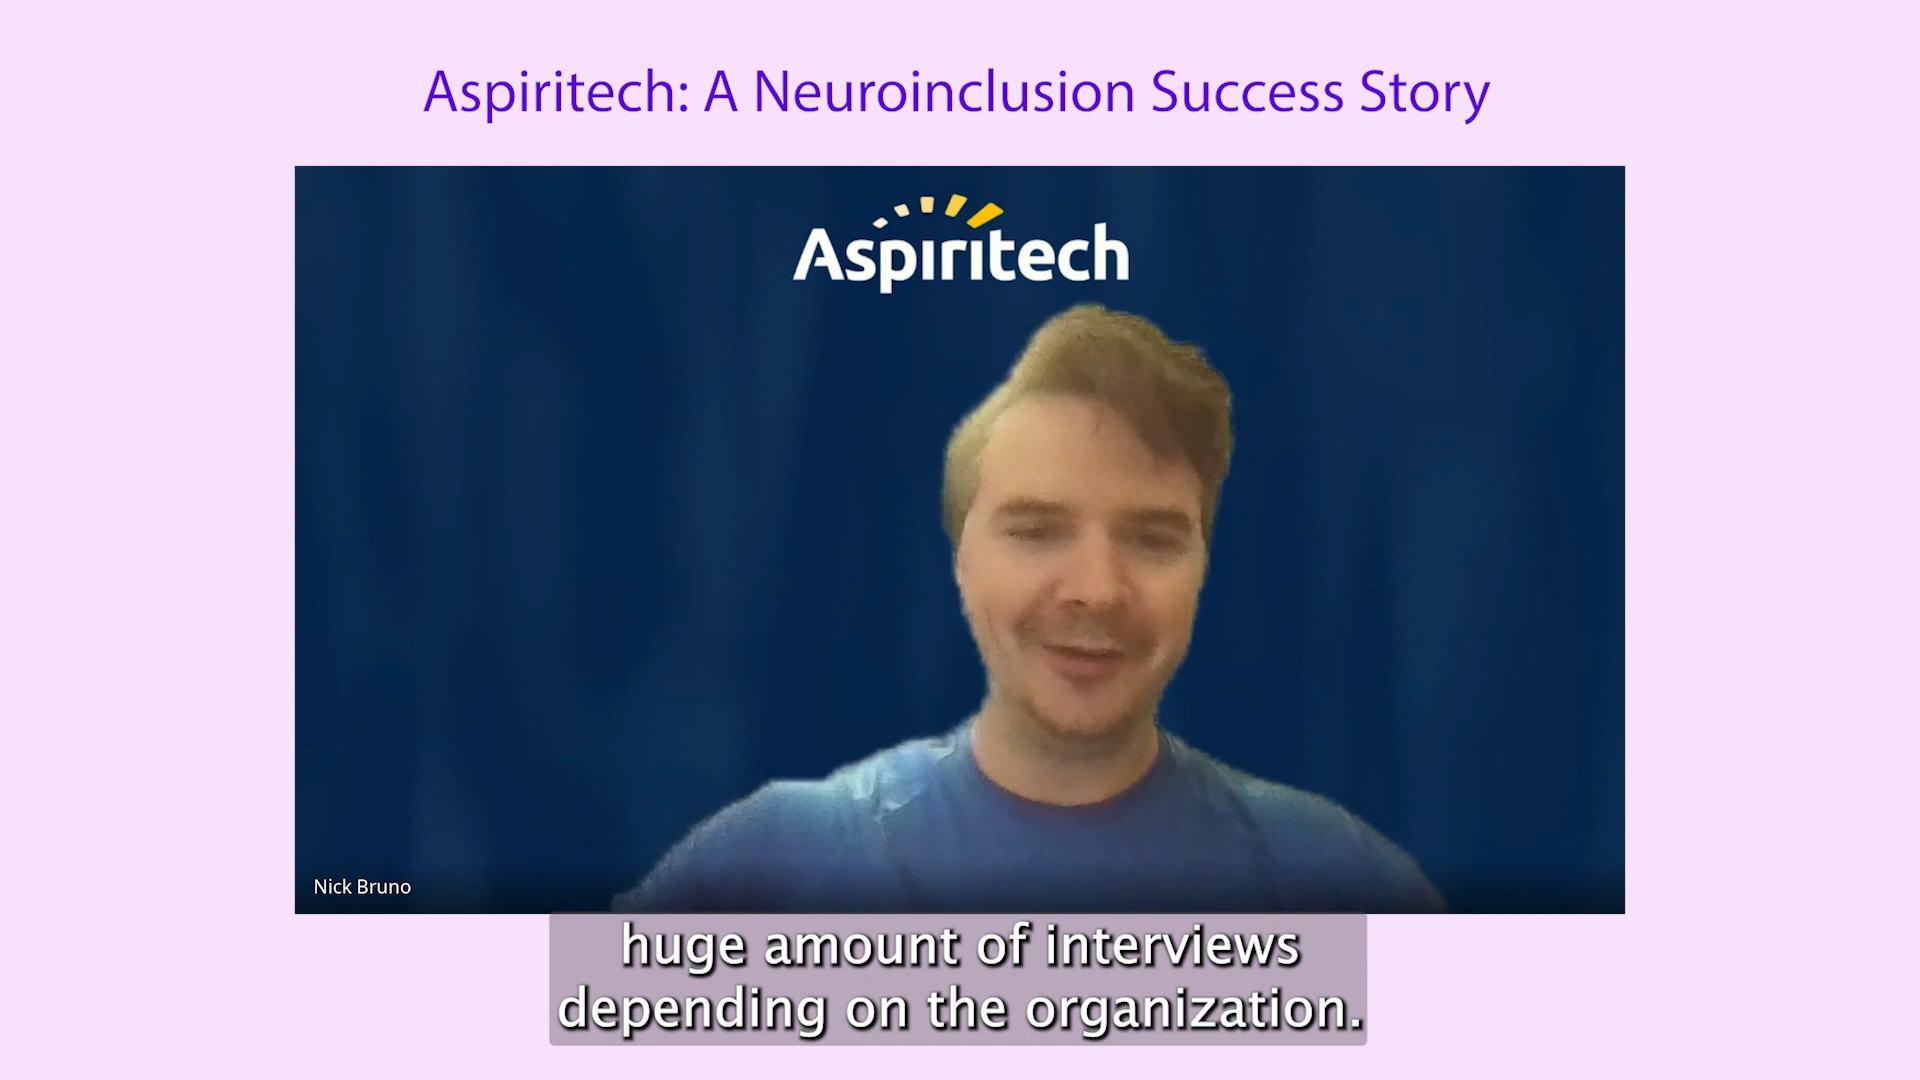 Aspiritech: A Neuroinclusion Success Story
Aspiritech
Nick Bruno
huge amount of interviews
depending on the organization.